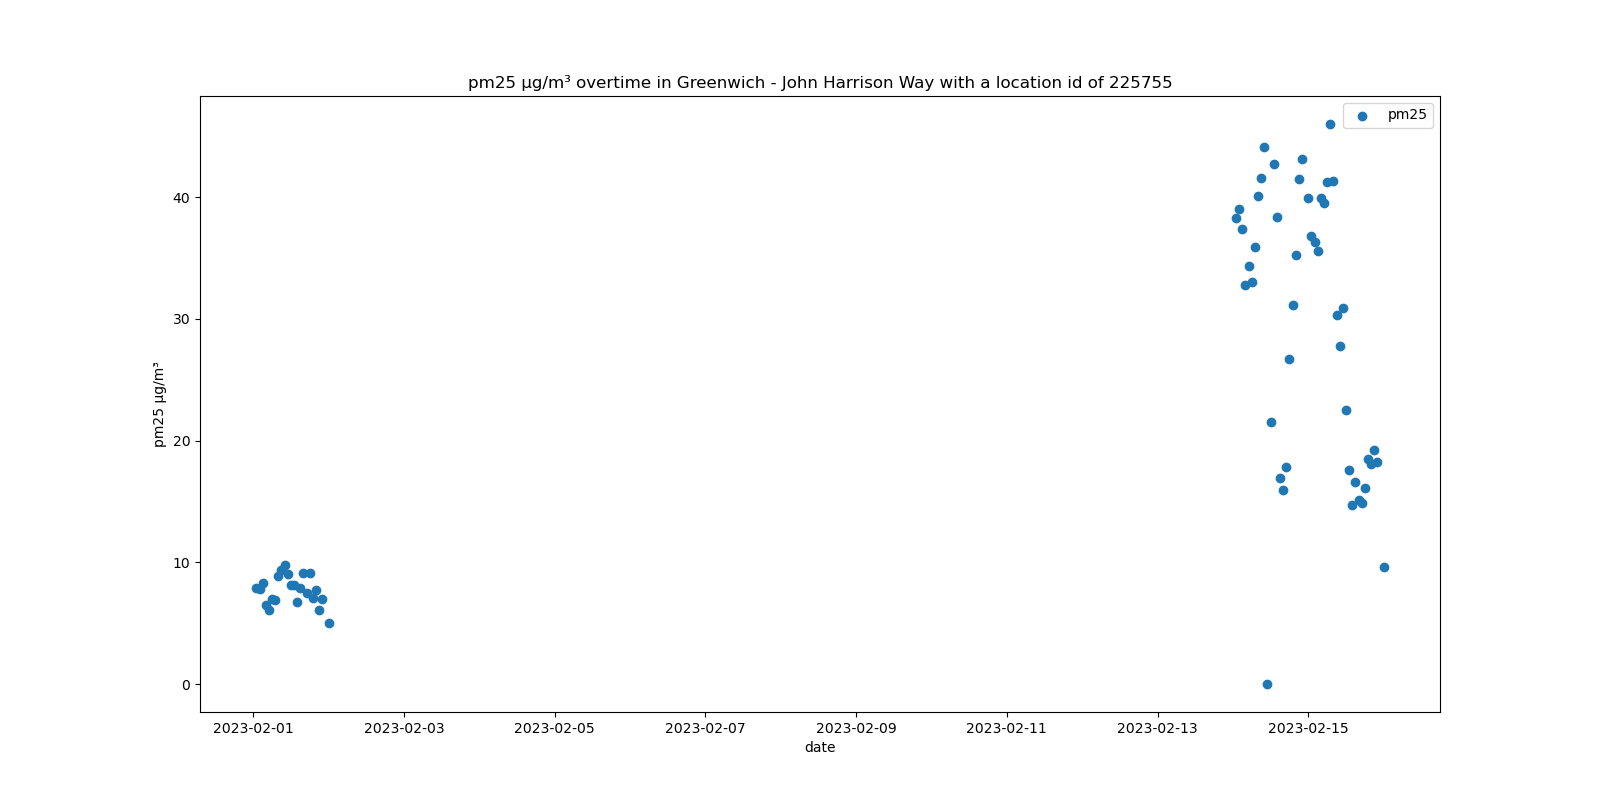 pm25 µg/m³ overtime in Greenwich - John Harrison Way with a location id of 225755
pm25
pm25 µg/m³
40
30
20
10
0
2023-02-01 2023-02-03 2023-02-05 2023-02-07 2023-02-09 2023-02-11 2023-02-13 2023-02-15
date